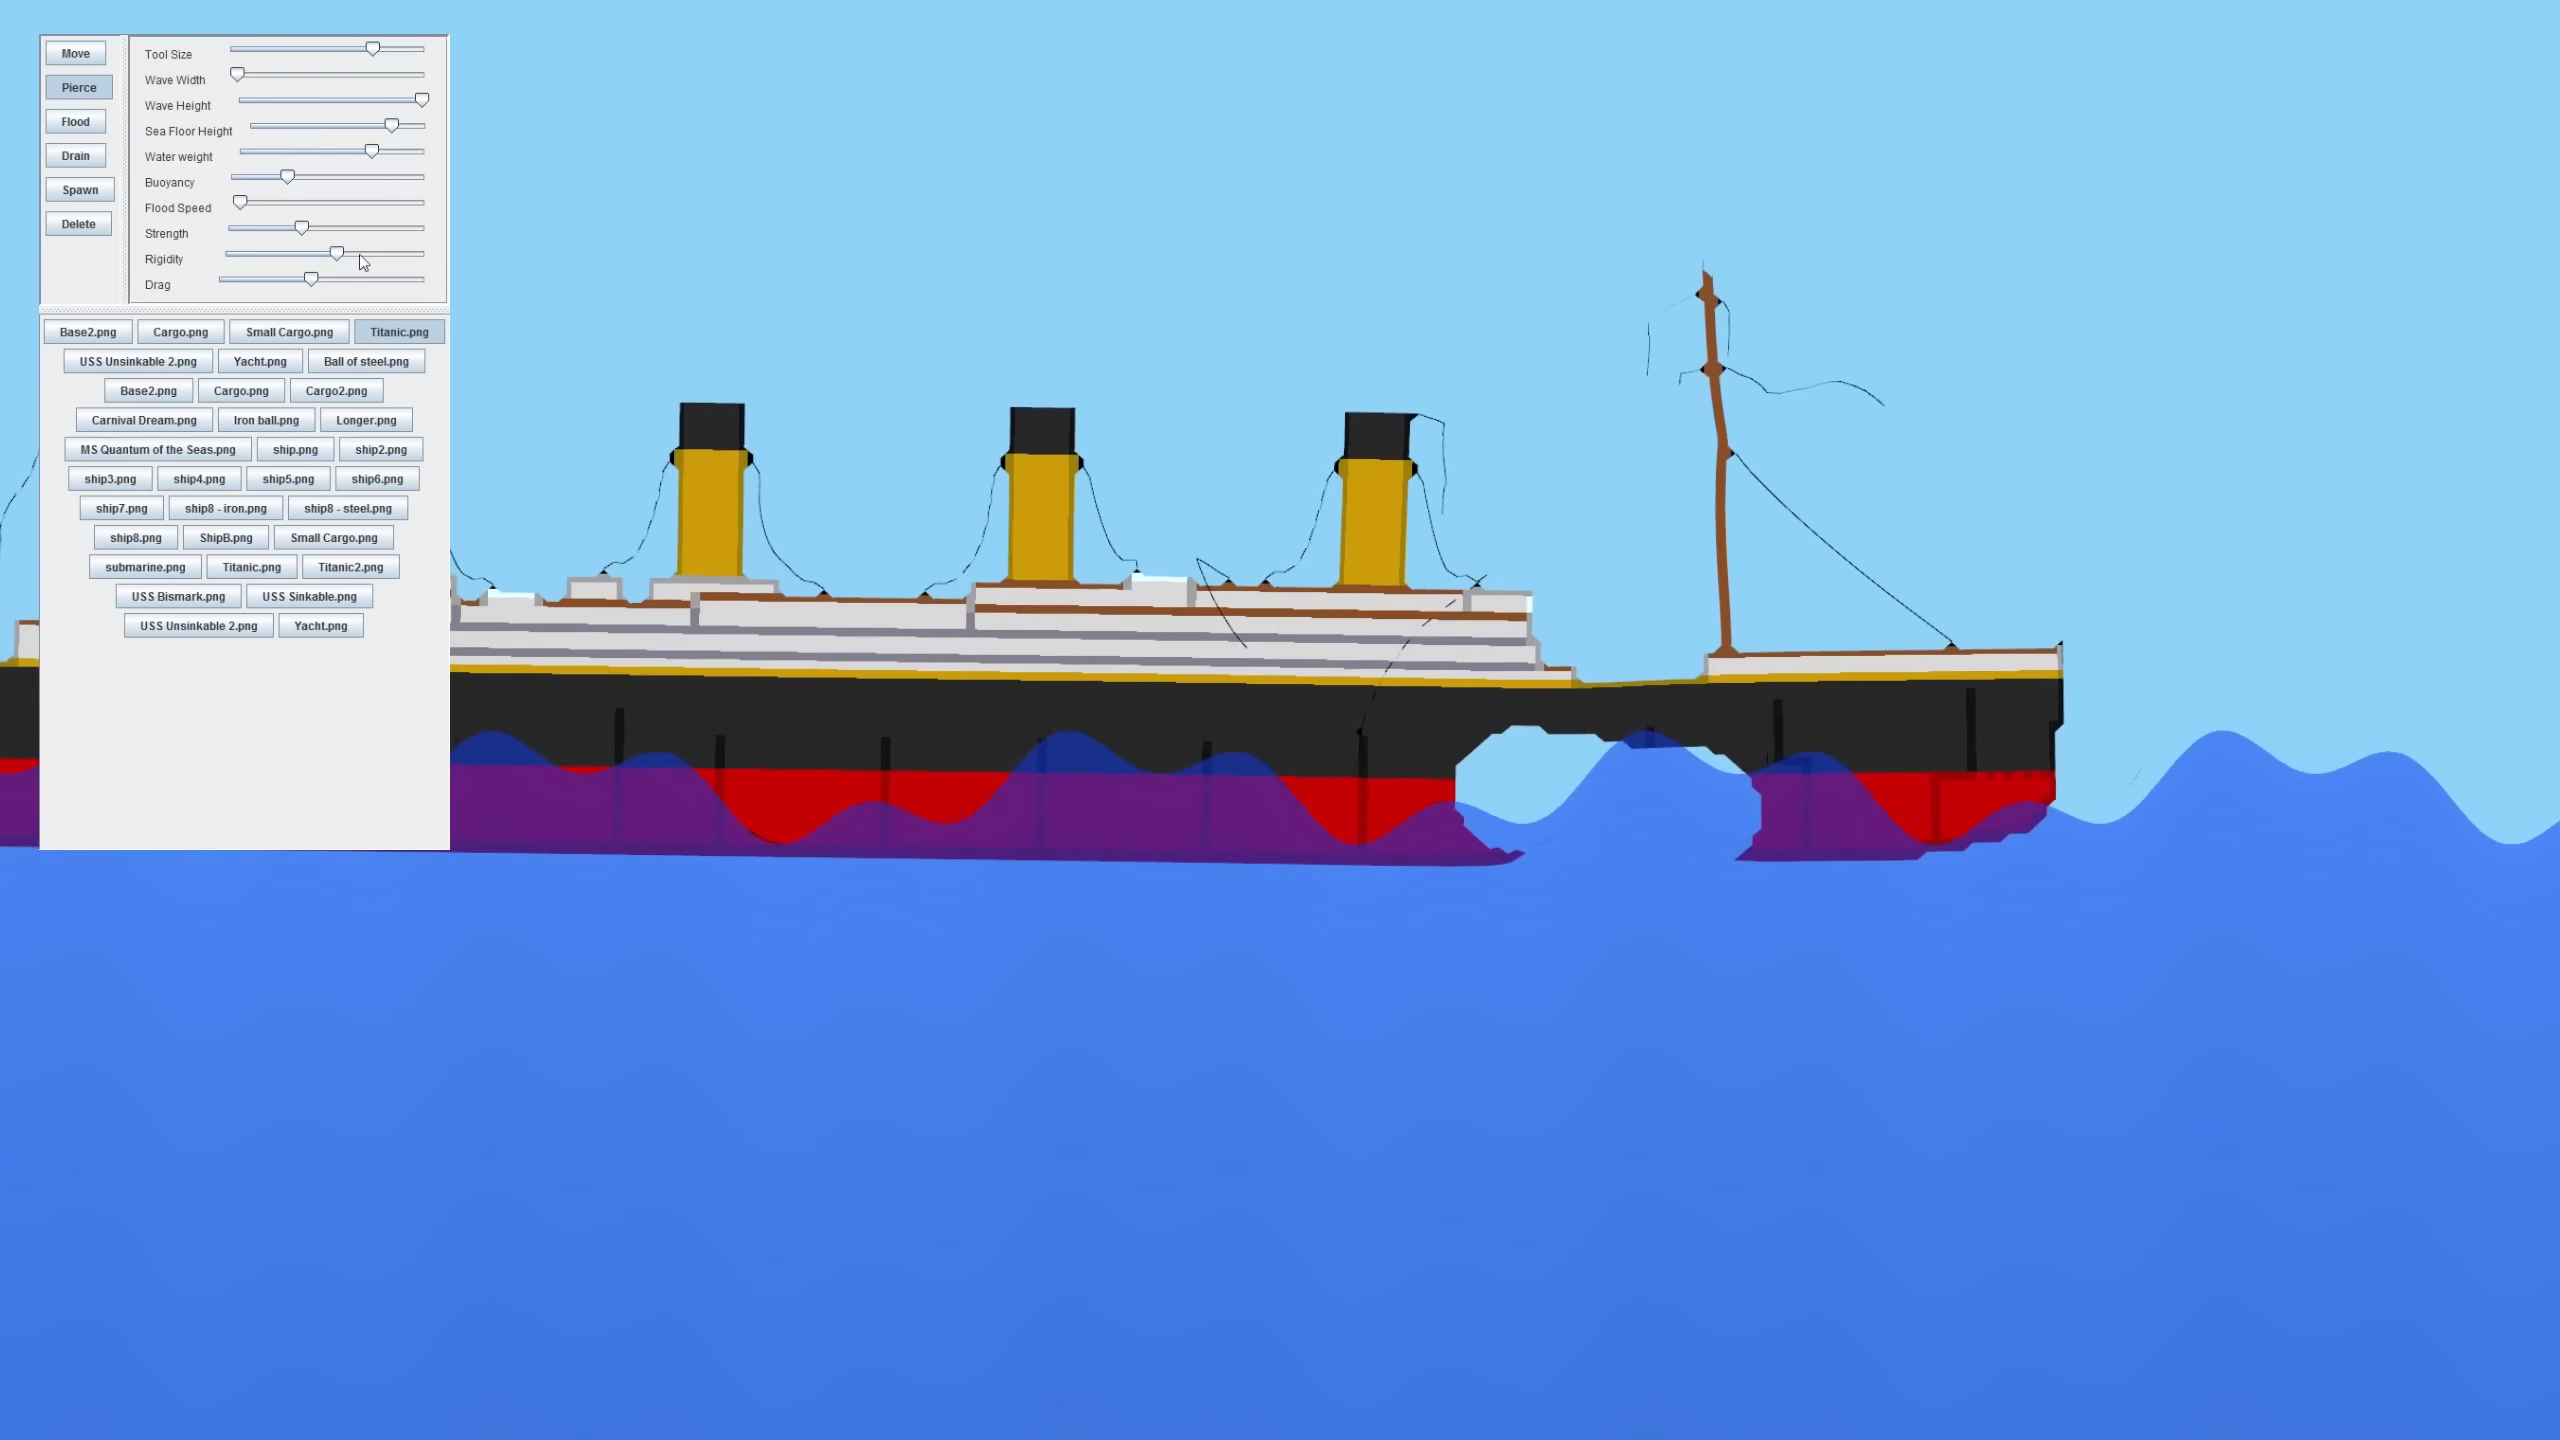 Move
Pierce
Flood
Drain
Spawn
Delete
Tool Size
Wave Width
Wave Height
Sea Floor Height
Water weight
Buoyancy
Flood Speed
Strength
Rigidity
Drag
Base2.png Cargo.png Small Cargo.png Titanic.png
USS Unsinkable 2.png Yacht.png Ball of steel.png
Base2.png Cargo.png Cargo2.png
Carnival Dream.png Iron ball.png Longer.png
MS Quantum of the Seas.png ship.png ship2.png
ship3.png ship4.png ship5.png ship6.png
ship7.png ship8 - iron.png ship8 - steel.png
ship8.png ShipB.png Small Cargo.png
submarine.png Titanic.png Titanic2.png
USS Bismark.png USS Sinkable.png
USS Unsinkable 2.png Yacht.png